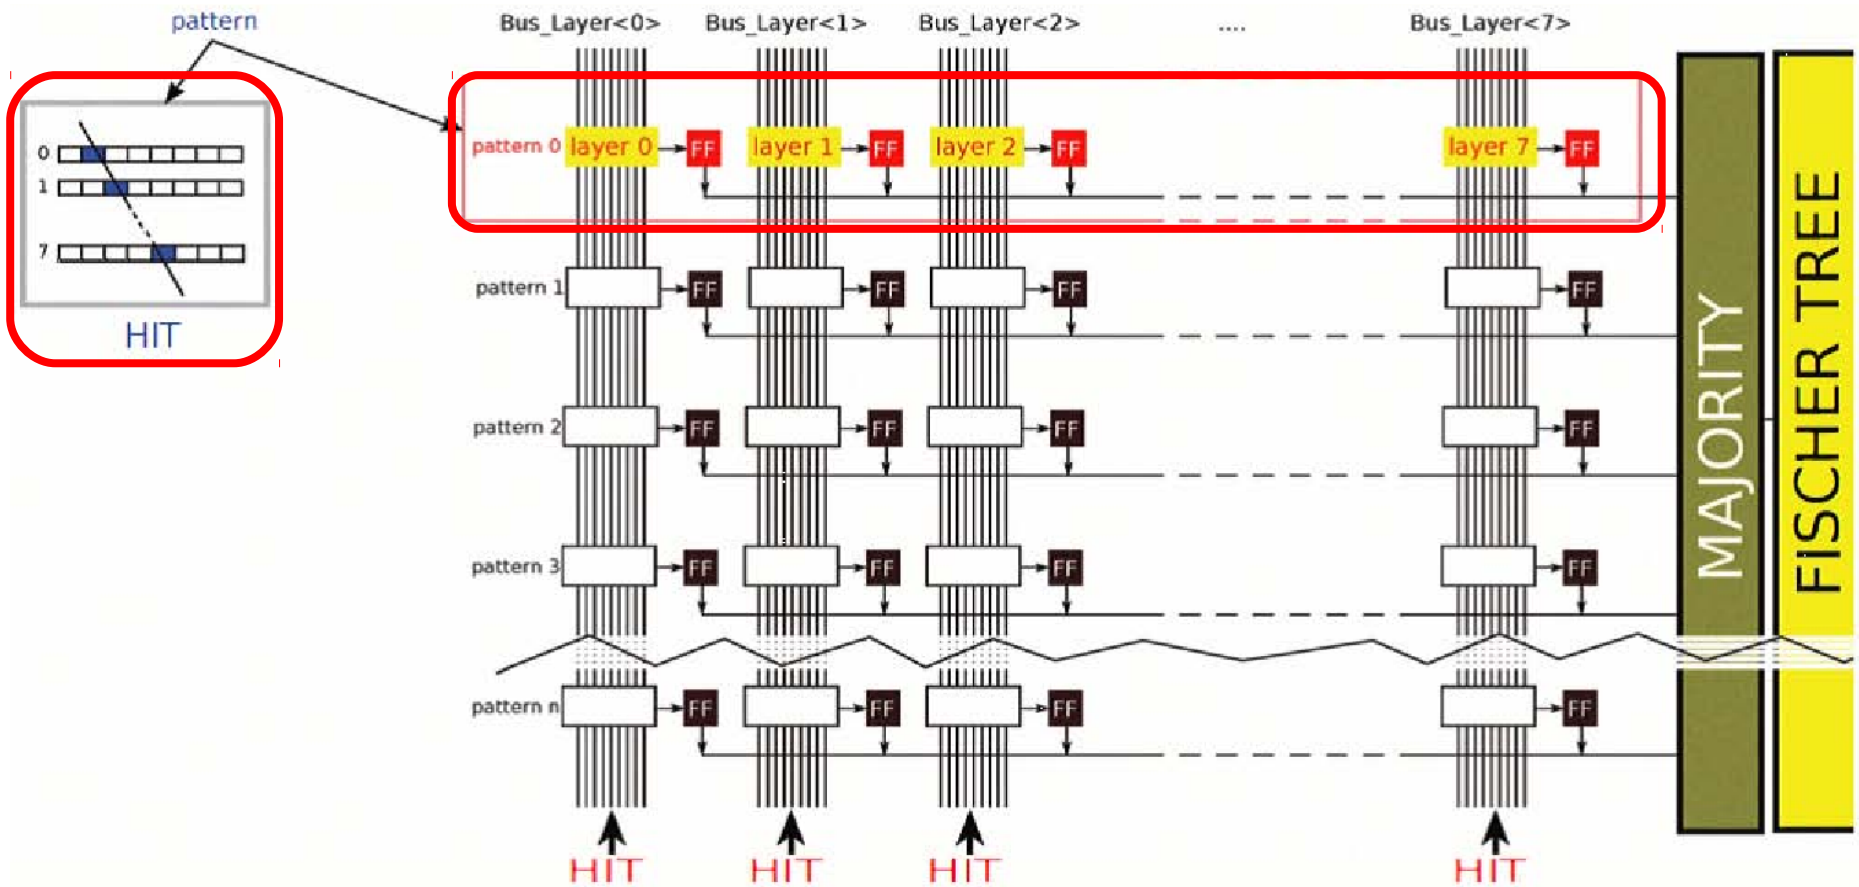 pattern
Bus_Layer<0>
Bus_Layer<1>
Bus_Layer<2>
....
Bus_Layer<7>
0
1
7
HIT
pattern 0 layer 0 FF layer 1 FF layer 2 FF layer 7 FF
pattern 1 FF FF FF FF
pattern 2 FF FF FF FF
pattern 3 FF FF FF FF
pattern n FF FF FF FF
HIT HIT HIT HIT
MAJORITY
FISCHER TREE